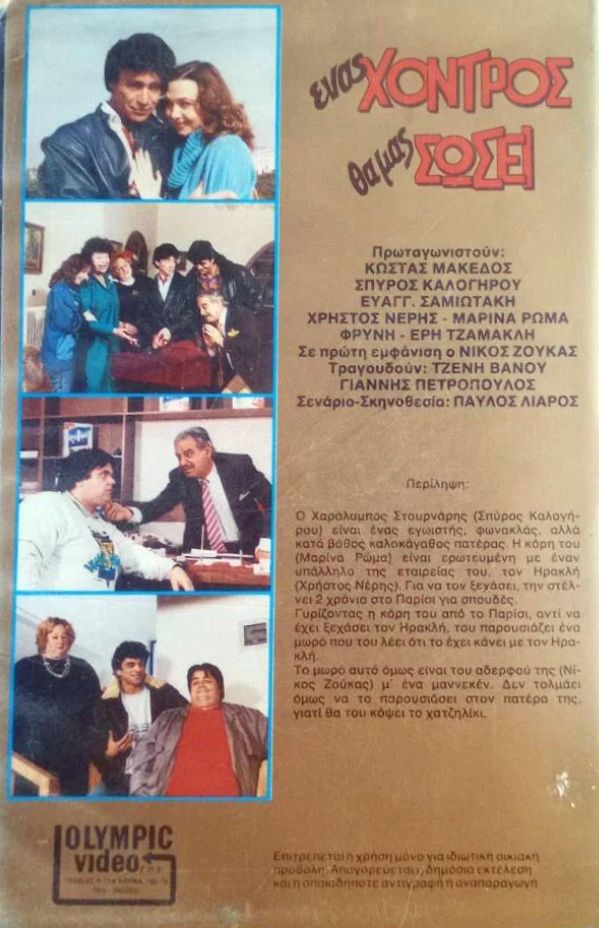 ενας ΧΟΝΤΡΟΣ
θα μας ΣΩΣΕΙ
Πρωταγωνιστούν:
ΚΩΣΤΑΣ ΜΑΚΕΔΟΣ
ΣΠΥΡΟΣ ΚΑΛΟΓΗΡΟΥ
ΕΥΑΓΓ. ΣΑΜΙΩΤΑΚΗ
ΧΡΗΣΤΟΣ ΝΕΡΗΣ - ΜΑΡΙΝΑ ΡΩΜΑ
ΦΡΥΝΗ - ΕΡΗ ΤΖΑΜΑΚΛΗ
Σε πρώτη εμφάνιση ο ΝΙΚΟΣ ΖΟΥΚΑΣ
Τραγουδούν: ΤΖΕΝΗ ΒΑΝΟΥ
ΓΙΑΝΝΗΣ ΠΕΤΡΟΠΟΥΛΟΣ
Σενάριο-Σκηνοθεσία: ΠΑΥΛΟΣ ΛΙΑΡΟΣ
Περίληψη:
Ο Χαράλαμπος Στουρνάρης (Σπύρος Καλογή-
ρου) είναι ένας εγωιστής, φωνακλάς, αλλά
κατά βάθος καλοκάγαθος πατέρας. Η κόρη του
(Μαρίνα Ρώμα) είναι ερωτευμένη με έναν
υπάλληλο της εταιρείας του, τον Ηρακλή
(Χρήστος Νέρης). Για να τον ξεχάσει, την στέλ-
νει 2 χρόνια στο Παρίσι για σπουδές.
Γυρίζοντας η κόρη του από το Παρίσι, αντί να
έχει ξεχάσει τον Ηρακλή, του παρουσιάζει ένα
μωρό που του λέει ότι το έχει κάνει με τον Ηρα-
κλή.
Το μωρό αυτό όμως είναι του αδερφού της (Νί-
κος Ζούκας) μ' ένα μαννεκέν. Δεν τολμάει
όμως να το παρουσιάσει στον πατέρα της,
γιατί θα του κόψει το χατζηλίκι.
OLYMPIC
video
Επιτρέπεται η χρήση μόνο για ιδιωτική οικιακή
προβολή. Απαγορεύεται, δημόσια εκτέλεση
και η οποιαδήποτε αντιγραφή ή αναπαραγωγή